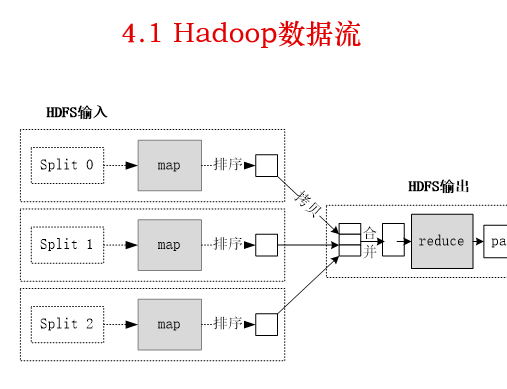 4.1 Hadoop数据流
HDFS输入
Split 0
map
排序
拷贝
HDFS输出
Split 1
map
排序
合并
reduce
pa
Split 2
map
排序